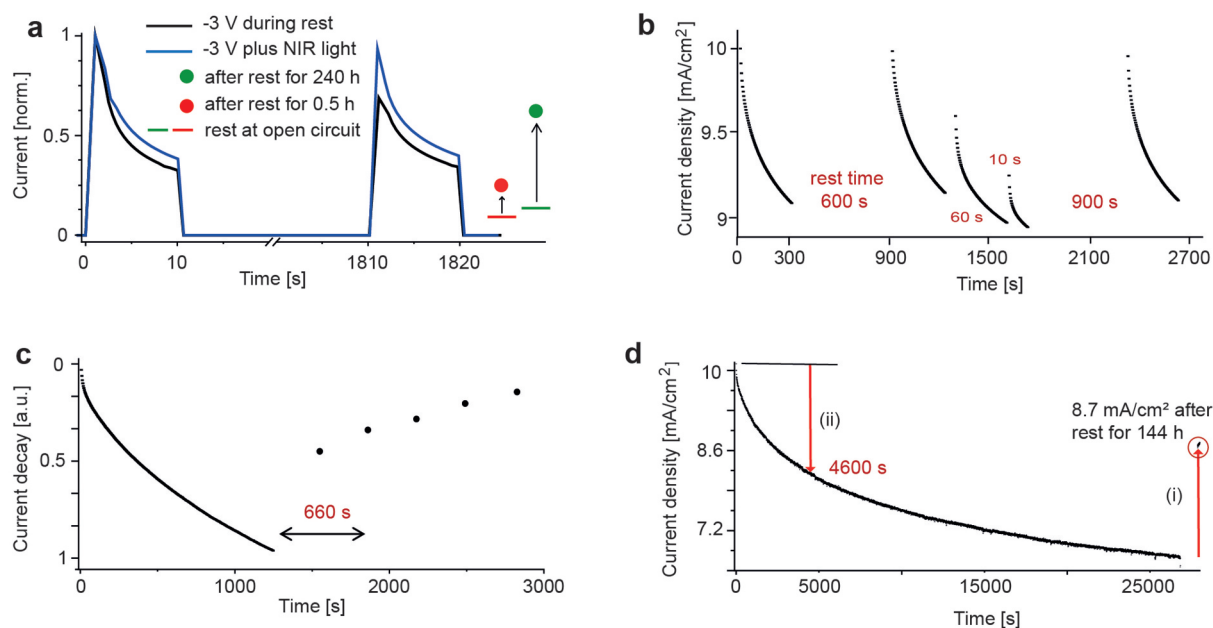 a
-3 V during rest
-3 V plus NIR light
after rest for 240 h
after rest for 0.5 h
rest at open circuit
Current [norm.]
1
0.5
0
0 10 1810 1820
Time [s]
b
Current density [mA/cm²]
10
9.5
9
rest time
600 s
60 s
10 s
900 s
0 300 900 1500 2100 2700
Time [s]
c
Current decay [a.u.]
0
0.5
1
660 s
0 1000 2000 3000
Time [s]
d
Current density [mA/cm²]
10
8.6
7.2
(ii)
4600 s
8.7 mA/cm² after
rest for 144 h
(i)
0 5000 15000 25000
Time [s]